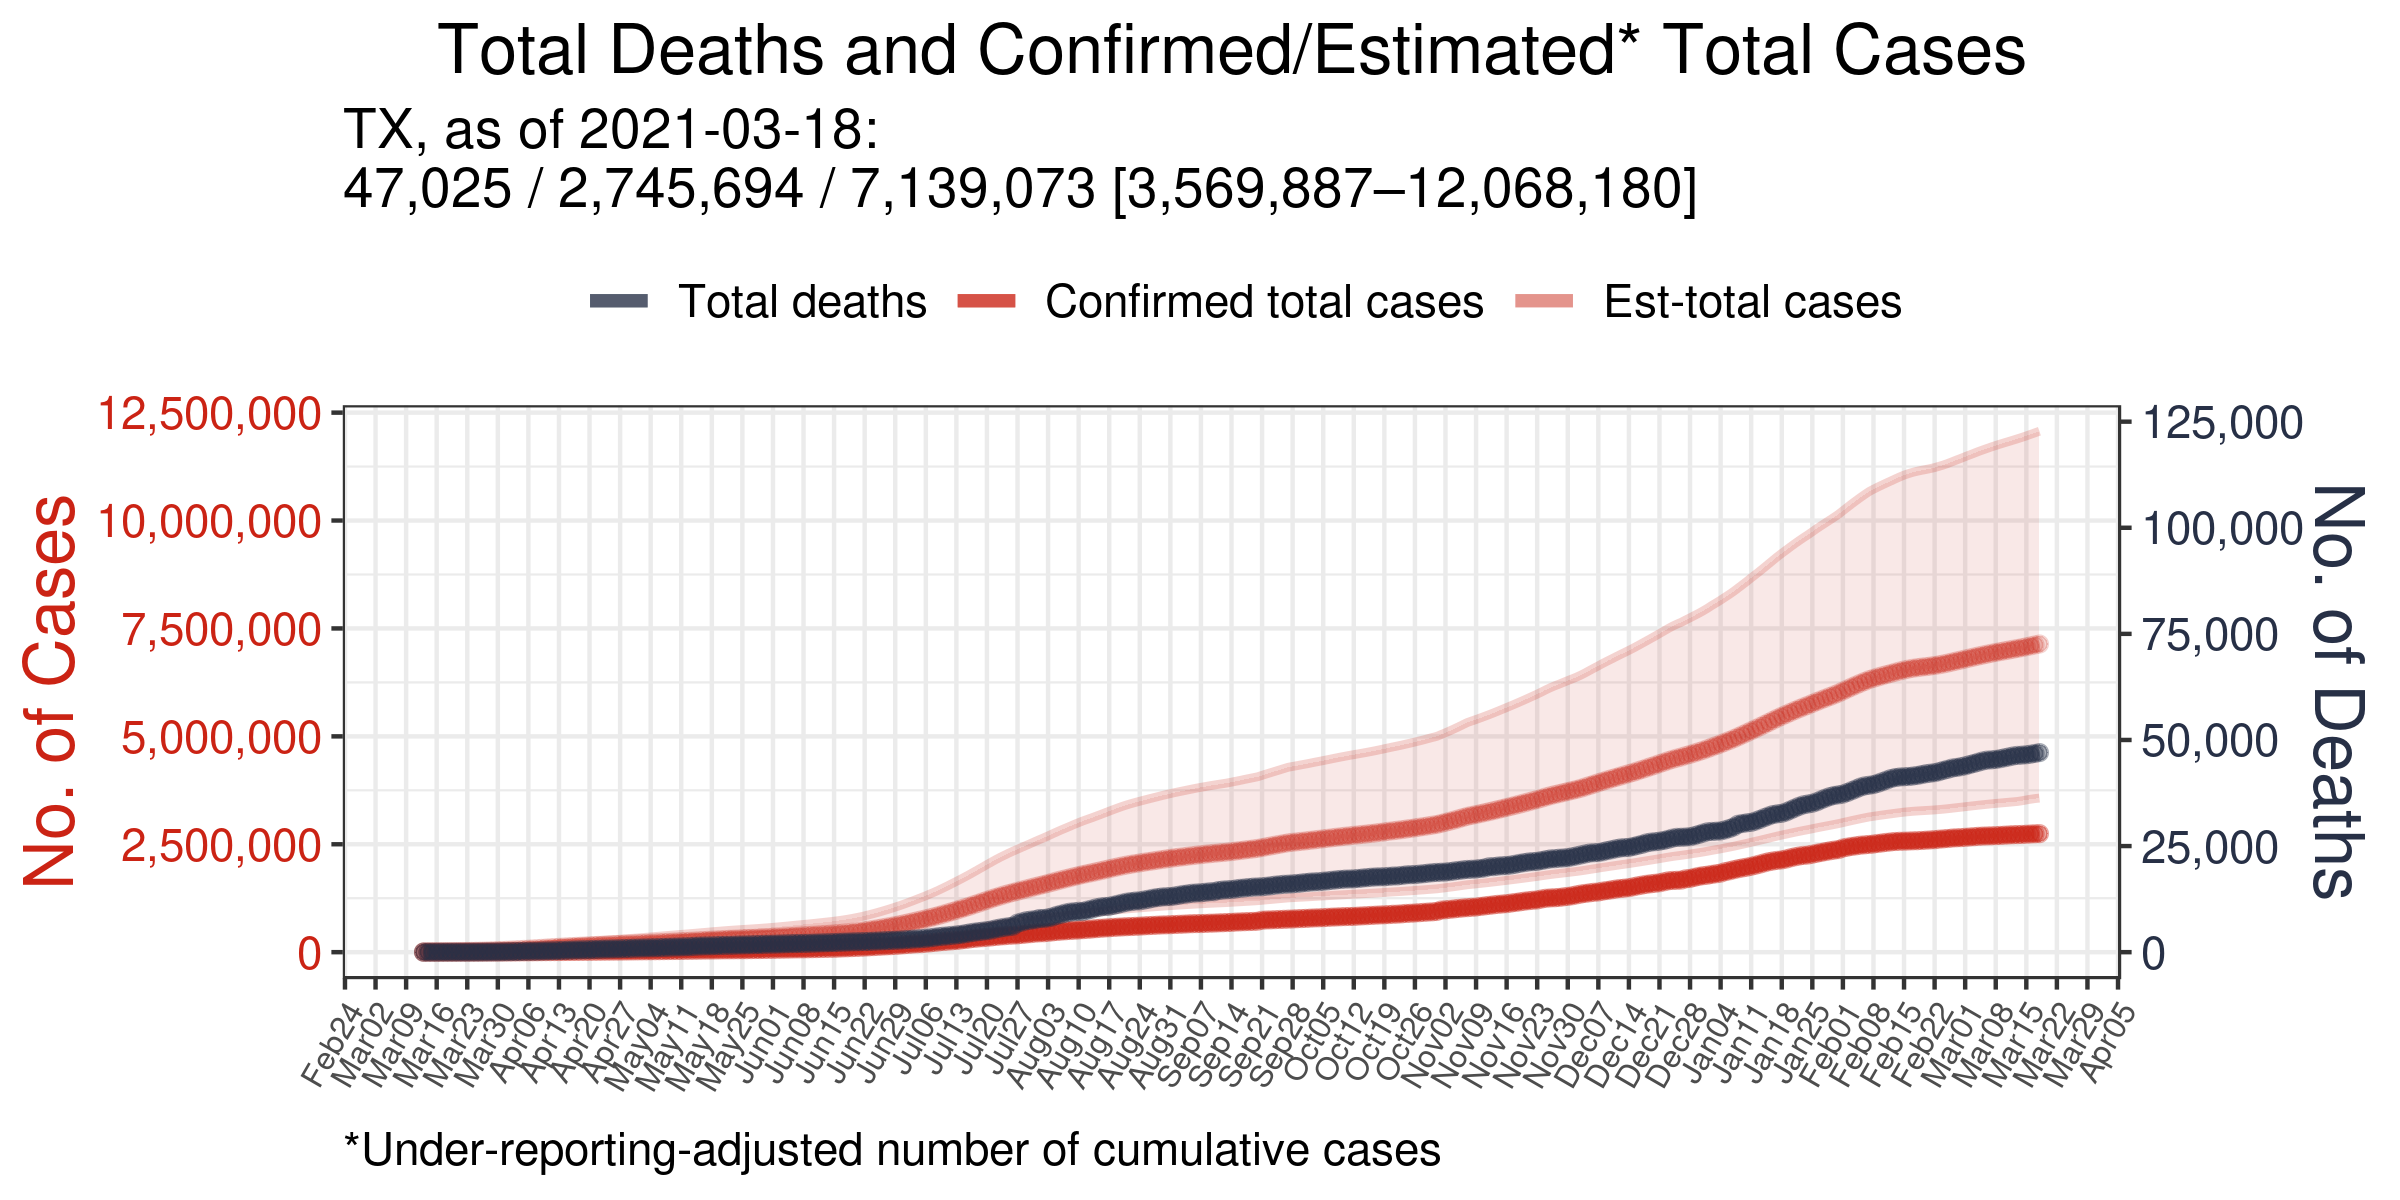 Total Deaths and Confirmed/Estimated* Total Cases
TX, as of 2021-03-18:
47,025 / 2,745,694 / 7,139,073 [3,569,887–12,068,180]
Total deaths
Confirmed total cases
Est-total cases
No. of Cases
12,500,000
10,000,000
7,500,000
5,000,000
2,500,000
0
125,000
100,000
75,000
50,000
25,000
0
No. of Deaths
Feb24
Mar02
Mar09
Mar16
Mar23
Mar30
Apr06
Apr13
Apr20
Apr27
May04
May11
May18
May25
Jun01
Jun08
Jun15
Jun22
Jun29
Jul06
Jul13
Jul20
Jul27
Aug03
Aug10
Aug17
Aug24
Aug31
Sep07
Sep14
Sep21
Sep28
Oct05
Oct12
Oct19
Oct26
Nov02
Nov09
Nov16
Nov23
Nov30
Dec07
Dec14
Dec21
Dec28
Jan04
Jan11
Jan18
Jan25
Feb01
Feb08
Feb15
Feb22
Mar01
Mar08
Mar15
Mar22
Mar29
Apr05
*Under-reporting-adjusted number of cumulative cases